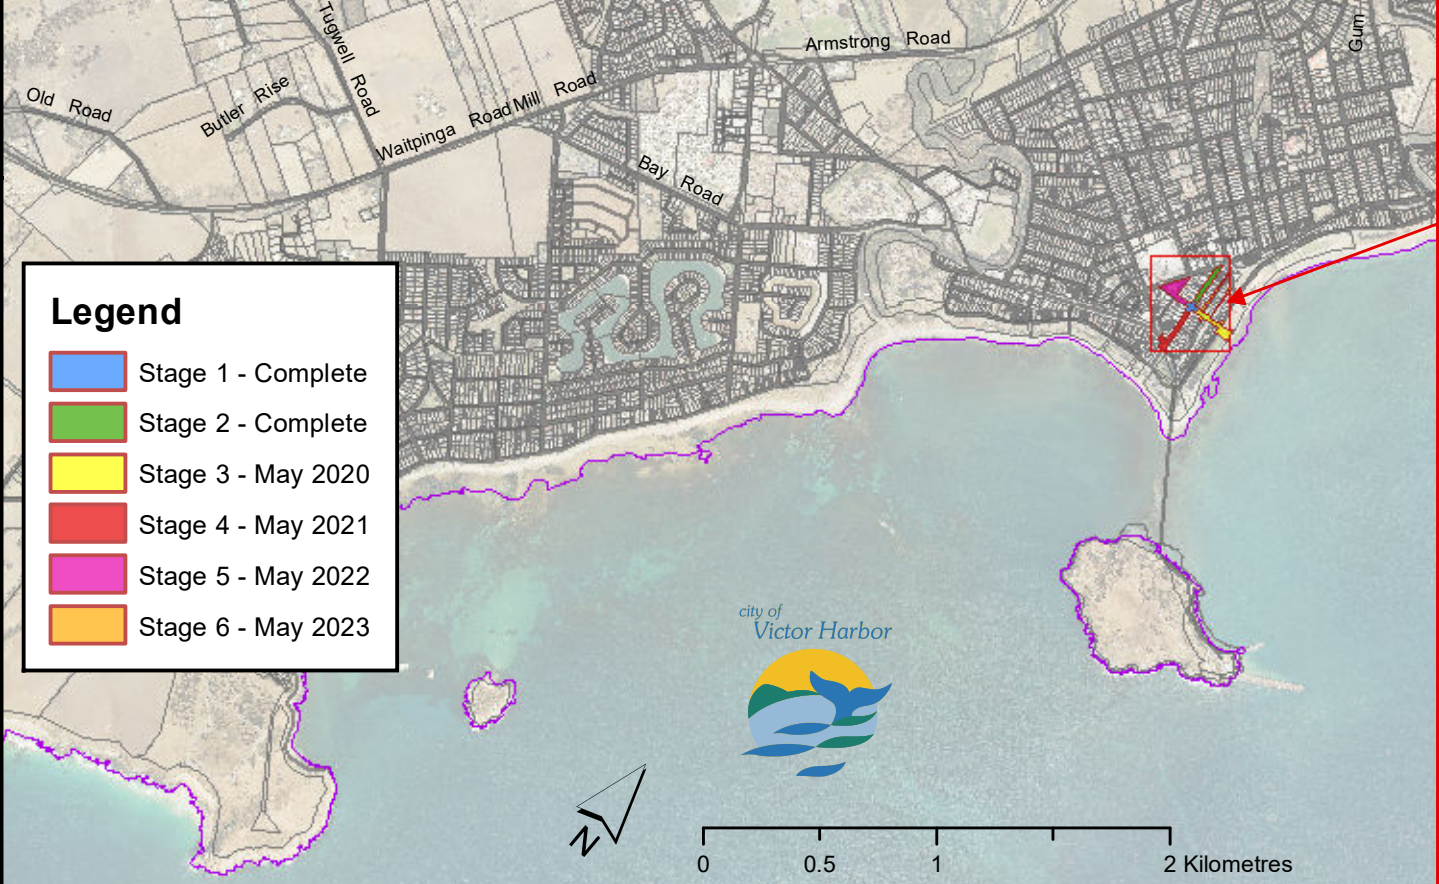 Armstrong Road
Gum
Tugwell Road
Old Road
Butler Rise
Waitpinga Road
Mill Road
Bay Road
Legend
Stage 1 - Complete
Stage 2 - Complete
Stage 3 - May 2020
Stage 4 - May 2021
Stage 5 - May 2022
Stage 6 - May 2023
city of
Victor Harbor
N
0 0.5 1 2 Kilometres